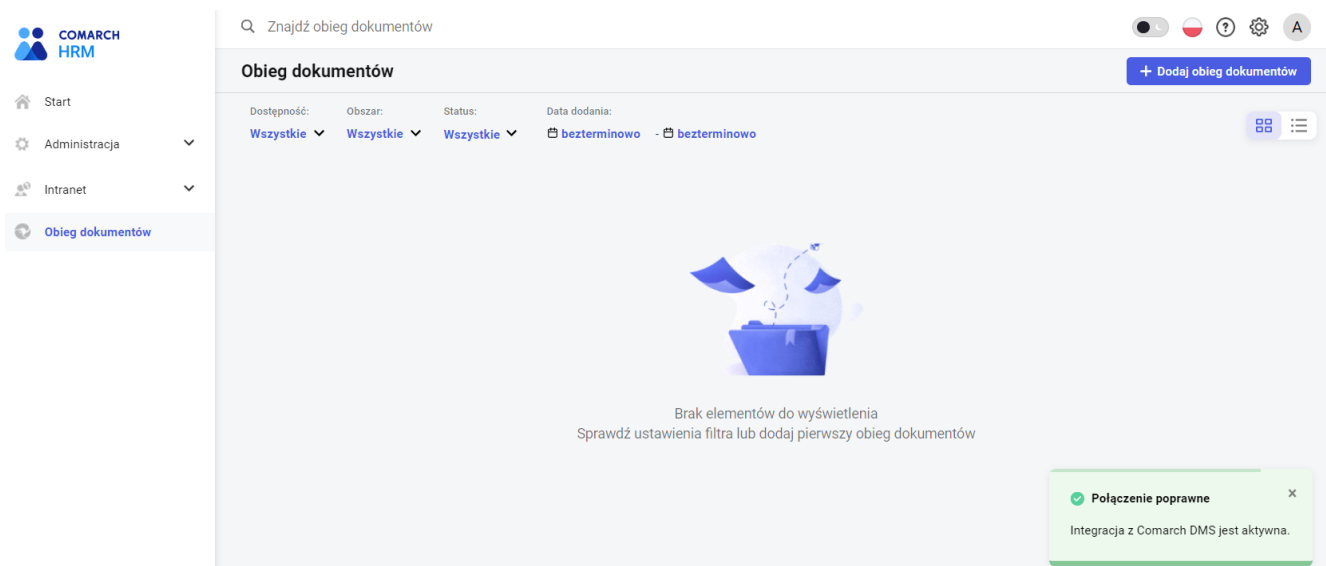 COMARCH
HRM
Znajdź obieg dokumentów
A
Start
Administracja
Intranet
Obieg dokumentów
Obieg dokumentów
+ Dodaj obieg dokumentów
Dostępność: Obszar: Status: Data dodania:
Wszystkie Wszystkie Wszystkie bezterminowo - bezterminowo
Brak elementów do wyświetlenia
Sprawdź ustawienia filtra lub dodaj pierwszy obieg dokumentów
Połączenie poprawne
Integracja z Comarch DMS jest aktywna.